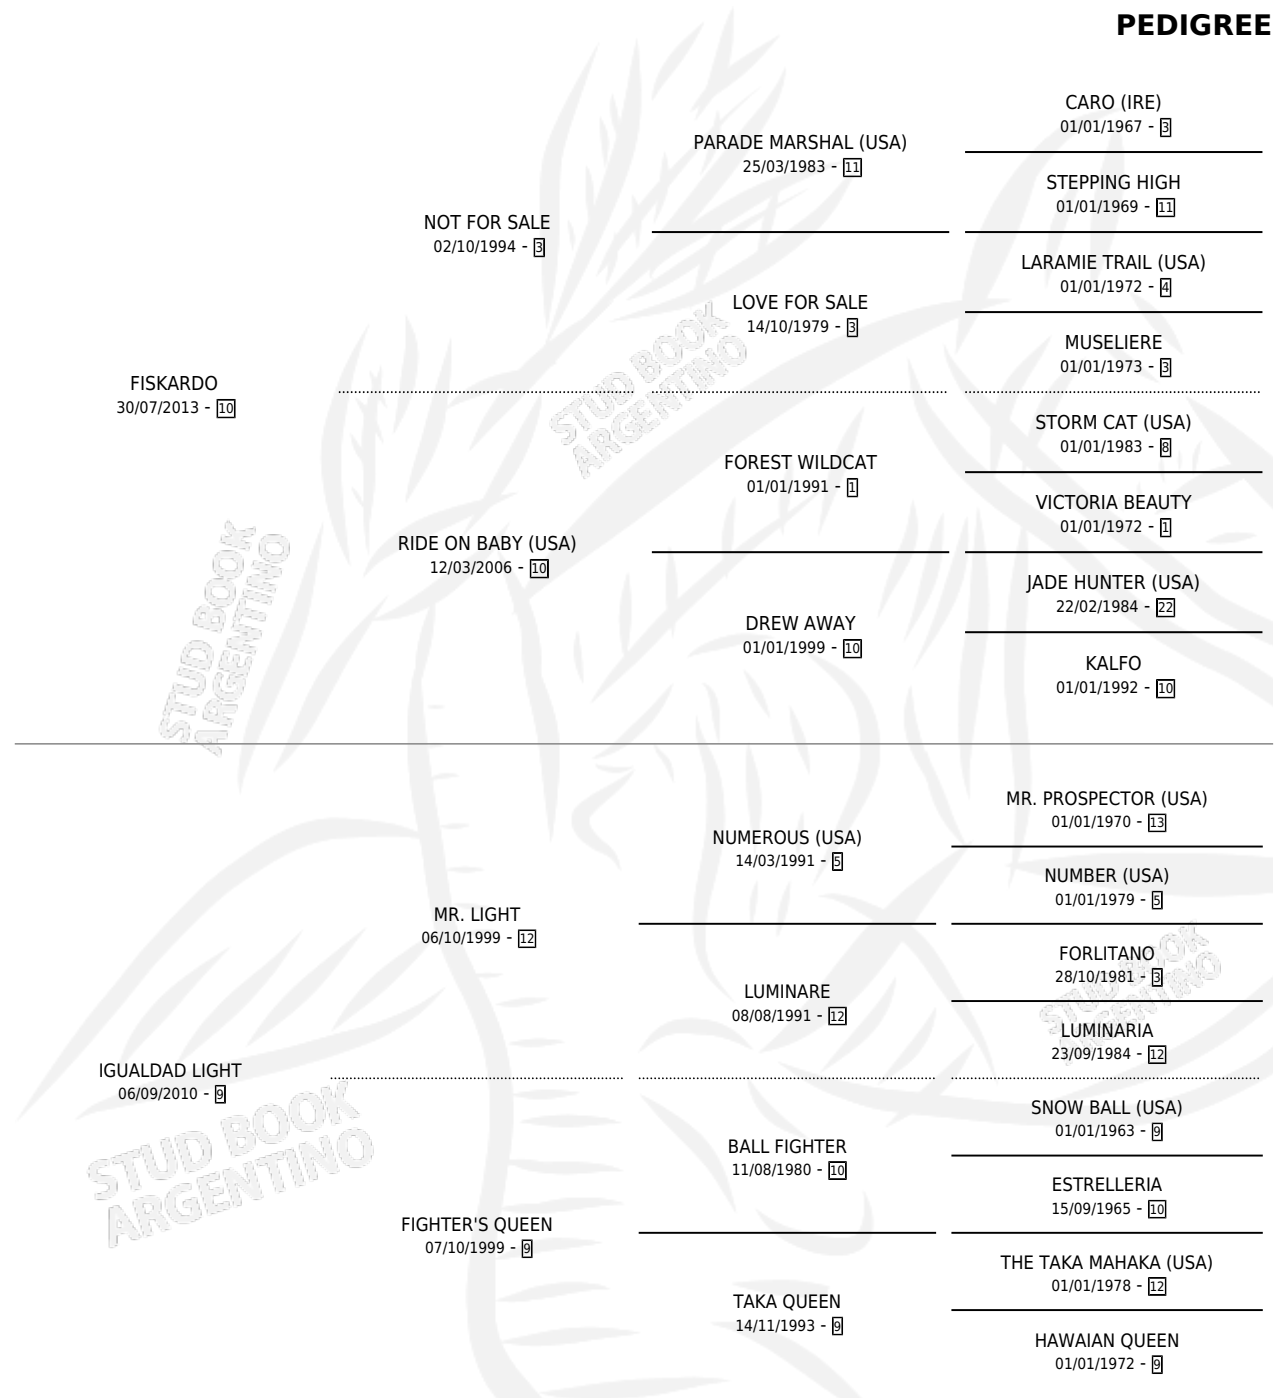 PEDIGREE
CARO (IRE)
01/01/1967 - 3
PARADE MARSHAL (USA)
25/03/1983 - 11
STEPPING HIGH
01/01/1969 - 11
NOT FOR SALE
02/10/1994 - 3
LARAMIE TRAIL (USA)
01/01/1972 - 4
LOVE FOR SALE
14/10/1979 - 3
MUSELIERE
01/01/1973 - 3
FISKARDO
30/07/2013 - 10
STORM CAT (USA)
01/01/1983 - 8
FOREST WILDCAT
01/01/1991 - 1
VICTORIA BEAUTY
01/01/1972 - 1
RIDE ON BABY (USA)
12/03/2006 - 10
JADE HUNTER (USA)
22/02/1984 - 22
DREW AWAY
01/01/1999 - 10
KALFO
01/01/1992 - 10
MR. PROSPECTOR (USA)
01/01/1970 - 13
NUMEROUS (USA)
14/03/1991 - 5
NUMBER (USA)
01/01/1979 - 5
MR. LIGHT
06/10/1999 - 12
FORLITANO
28/10/1981 - 3
LUMINARE
08/08/1991 - 12
LUMINARIA
23/09/1984 - 12
IGUALDAD LIGHT
06/09/2010 - 9
SNOW BALL (USA)
01/01/1963 - 9
BALL FIGHTER
11/08/1980 - 10
ESTRELLERIA
15/09/1965 - 10
FIGHTER'S QUEEN
07/10/1999 - 9
THE TAKA MAHAKA (USA)
01/01/1978 - 12
TAKA QUEEN
14/11/1993 - 9
HAWAIAN QUEEN
01/01/1972 - 9
STUD BOOK
ARGENTINO
STUD BOOK
ARGENTINO
STUD BOOK
ARGENTINO
STUD BOOK
ARGENTINO